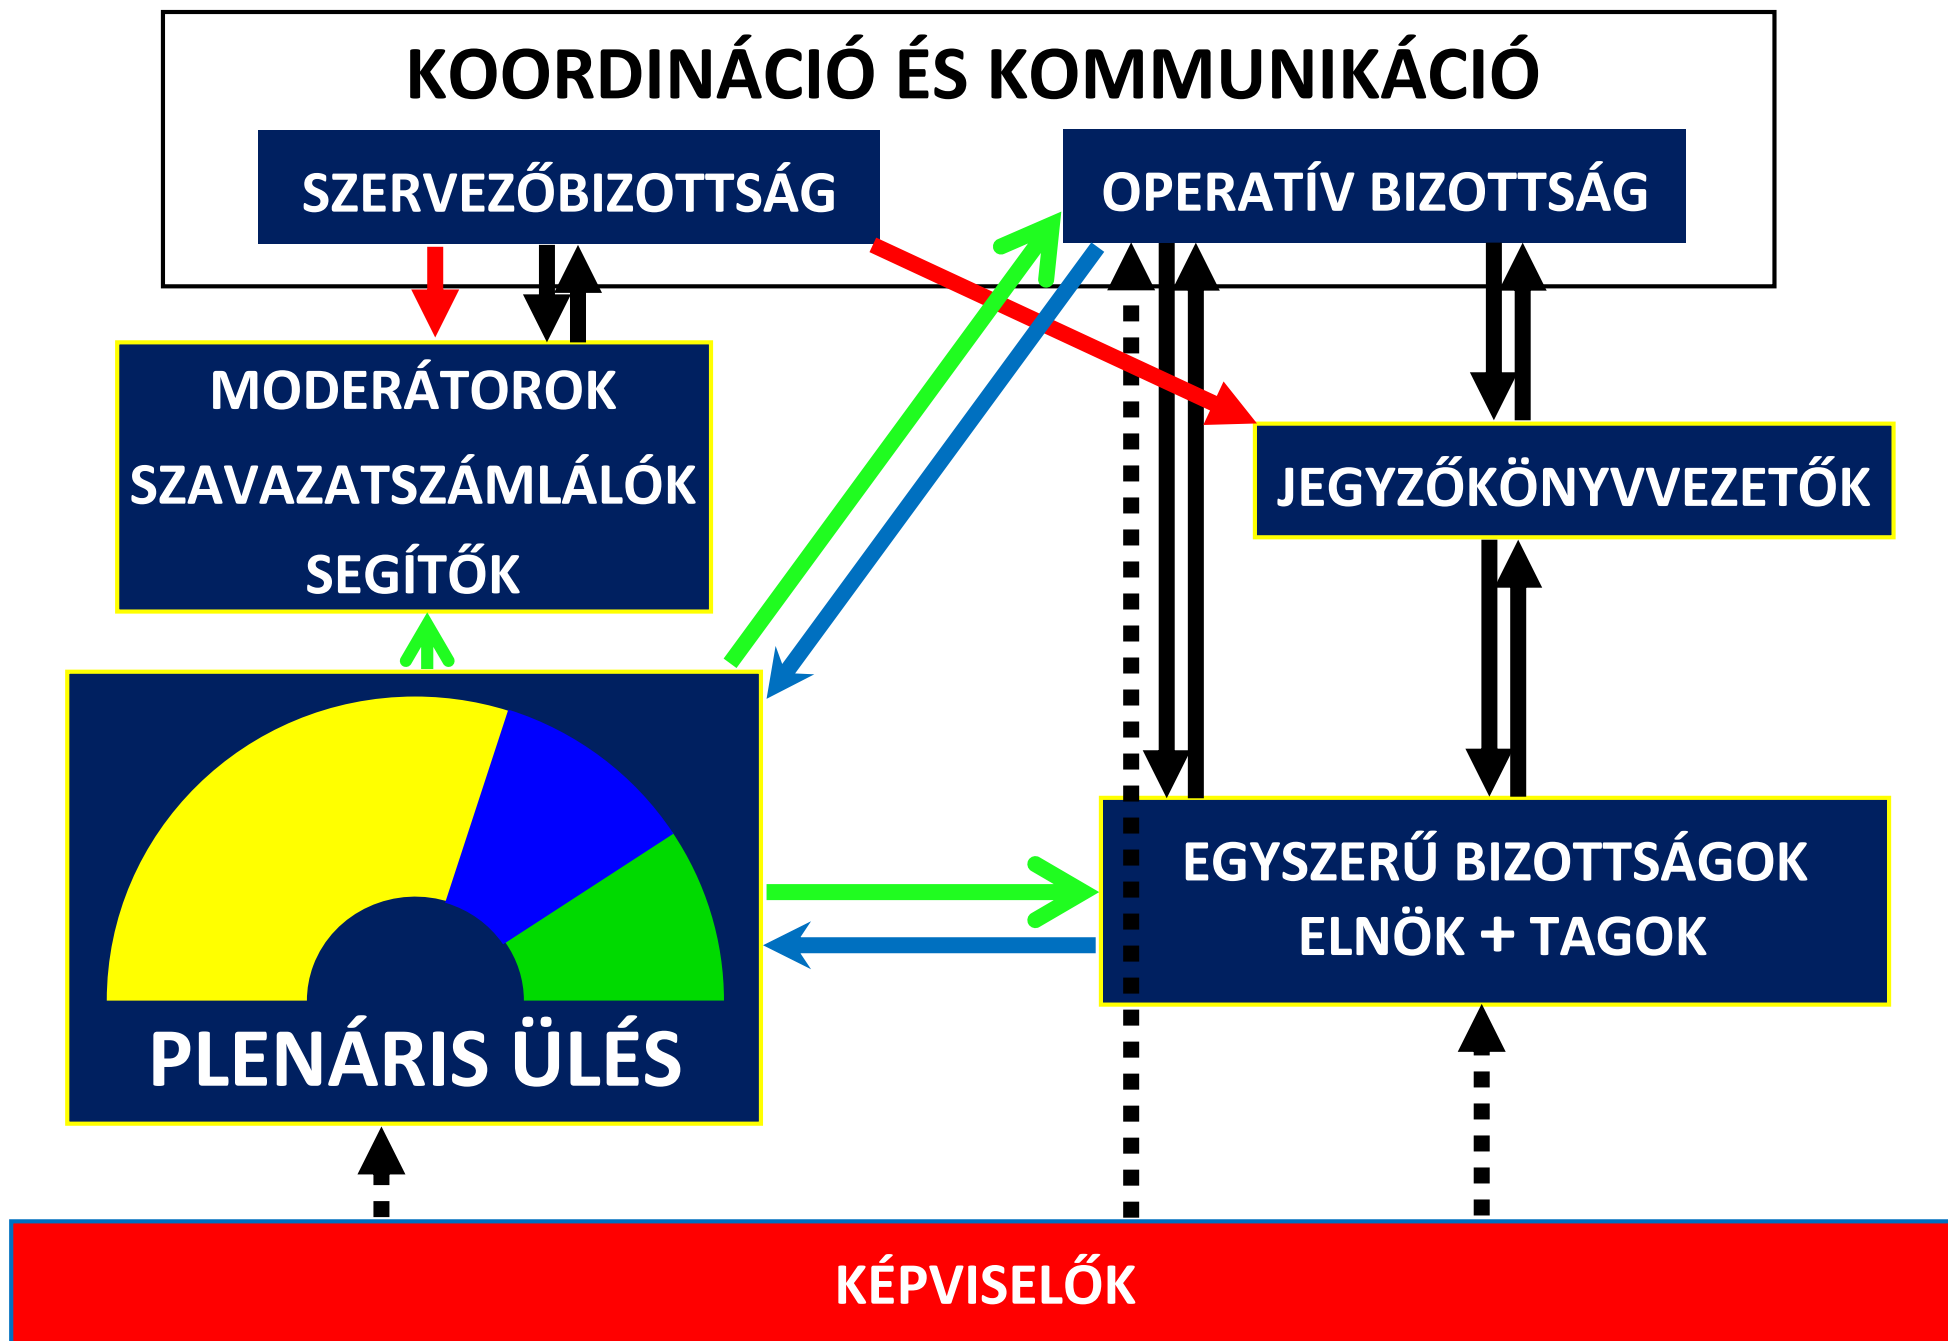 KOORDINÁCIÓ ÉS KOMMUNIKÁCIÓ
SZERVEZŐBIZOTTSÁG
OPERATÍV BIZOTTSÁG
MODERÁTOROK
SZAVAZATSZÁMLÁLÓK
SEGÍTŐK
JEGYZŐKÖNYVVEZETŐK
EGYSZERŰ BIZOTTSÁGOK
ELNÖK + TAGOK
PLENÁRIS ÜLÉS
KÉPVISELŐK